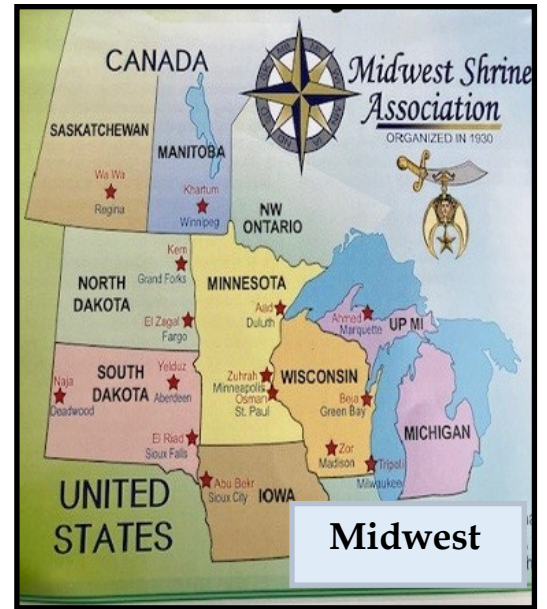 CANADA
Midwest Shrine
Association
ORGANIZED IN 1930
SASKATCHEWAN
MANITOBA
Wa Wa
Regina
Khartum
Winnipeg
NW
ONTARIO
Kem
Grand Forks
NORTH
DAKOTA
El Zagal
Fargo
MINNESOTA
Aad
Duluth
Ahmed
Marquette
UP MI
SOUTH
DAKOTA
Naja
Deadwood
Yelduz
Aberdeen
Zuhrah
Minneapolis
Osman
St. Paul
WISCONSIN
Beja
Green Bay
MICHIGAN
El Riad
Sioux Falls
Zor
Madison
Tripoli
Milwaukee
Abu Bekr
Sioux City
IOWA
UNITED
STATES
Midwest